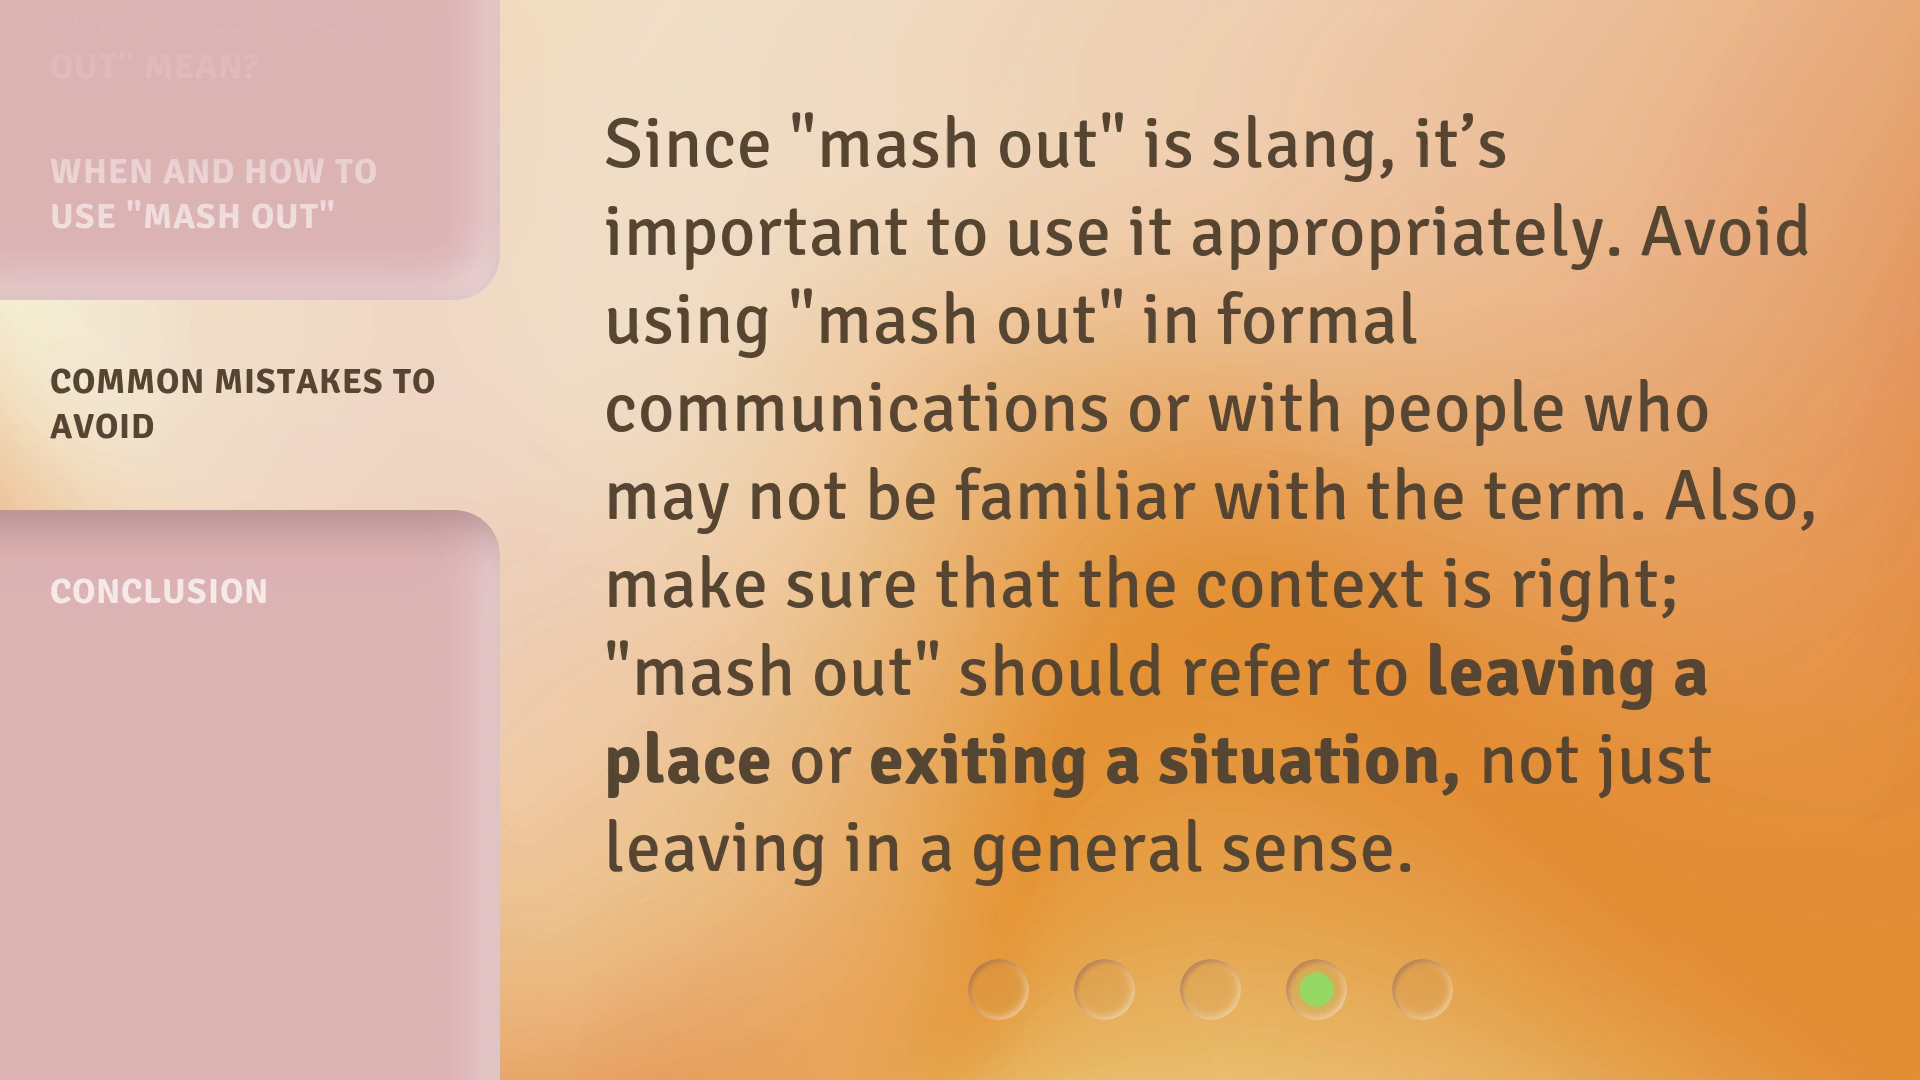 WHAT DOES "MASH
OUT" MEAN?
WHEN AND HOW TO
USE "MASH OUT"
COMMON MISTAKES TO
AVOID
CONCLUSION
Since "mash out" is slang, it’s
important to use it appropriately. Avoid
using "mash out" in formal
communications or with people who
may not be familiar with the term. Also,
make sure that the context is right;
"mash out" should refer to leaving a
place or exiting a situation, not just
leaving in a general sense.